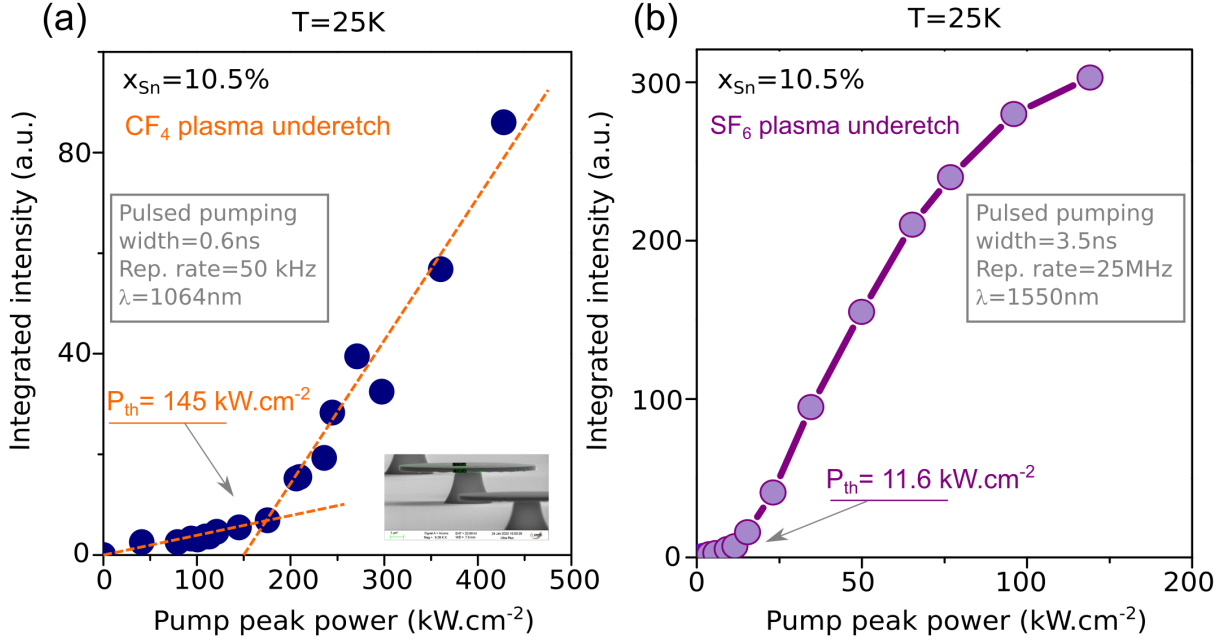 (a)
T=25K
x_Sn=10.5%
CF₄ plasma underetch
Pulsed pumping
width=0.6ns
Rep. rate=50 kHz
λ=1064nm
P_th= 145 kW.cm⁻²
Integrated intensity (a.u.)
80
40
0
0 100 200 300 400 500
Pump peak power (kW.cm⁻²)
(b)
T=25K
x_Sn=10.5%
SF₆ plasma underetch
Pulsed pumping
width=3.5ns
Rep. rate=25MHz
λ=1550nm
P_th= 11.6 kW.cm⁻²
Integrated intensity (a.u.)
300
200
100
0
0 50 100 200
Pump peak power (kW.cm⁻²)